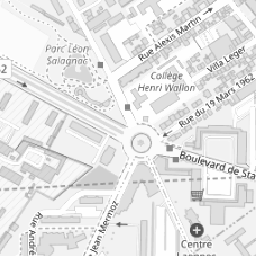 Parc Léon
Salagnac
Rue Alexis Martin
Villa Léger
Collège
Henri Wallon
Rue du 19 Mars 1962
Boulevard de Sta
Jean Mermoz
Rue André
Centre